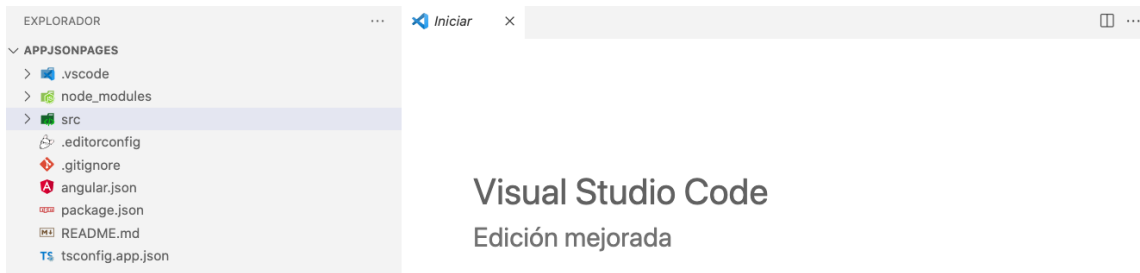 EXPLORADOR
APPJSONPAGES
.vscode
node_modules
src
.editorconfig
.gitignore
angular.json
package.json
README.md
TS tsconfig.app.json
Iniciar
Visual Studio Code
Edición mejorada